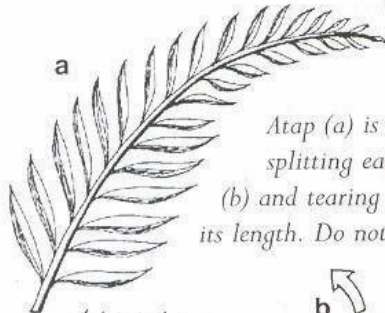 a
Atap (a) is
splitting ea
(b) and tearing
its length. Do not
b